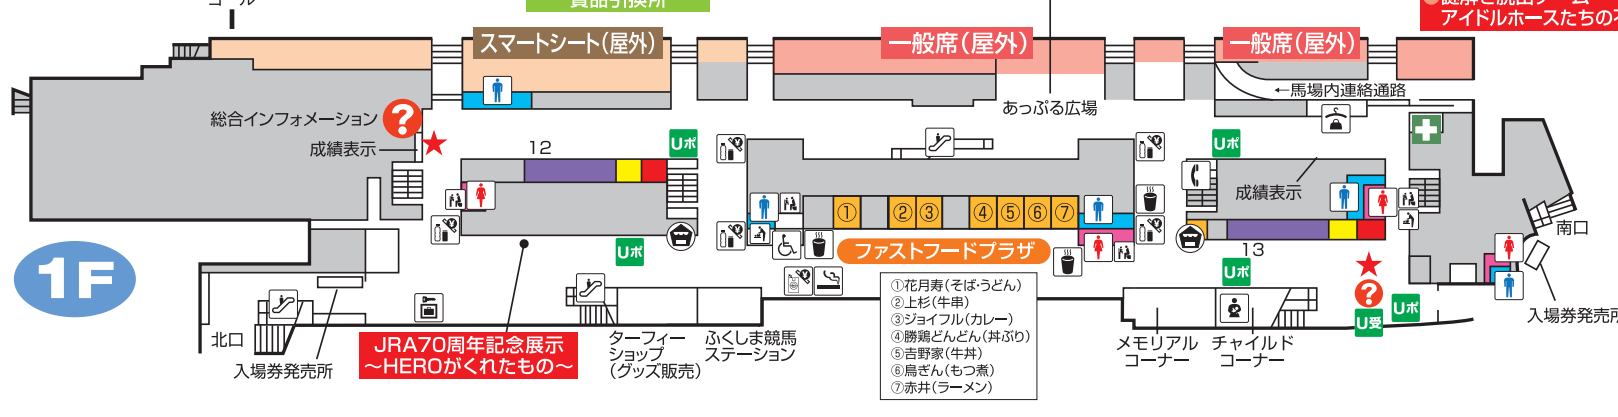 コール
賞品引換所
謎解き脱出ゲーム
アイドルホースたちの
スマートシート(屋外)
一般席(屋外)
一般席(屋外)
←馬場内連絡通路
あっぷる広場
総合インフォメーション
?
成績表示
12
Uポ
Uポ
成績表示
①
②
③
④
⑤
⑥
⑦
ファストフードプラザ
13
Uポ
Uポ
Uポ
?
U受
南口
入場券発売所
1F
①花月寿(そば・うどん)
②上杉(牛串)
③ジョイフル(カレー)
④勝鶏どんどん(丼ぶり)
⑤吉野家(牛丼)
⑥鳥ぎん(もつ煮)
⑦赤井(ラーメン)
北口
入場券発売所
JRA70周年記念展示
~HEROがくれたもの~
ターフィー
ショップ
(グッズ販売)
ふくしま競馬
ステーション
メモリアル
コーナー
チャイルド
コーナー